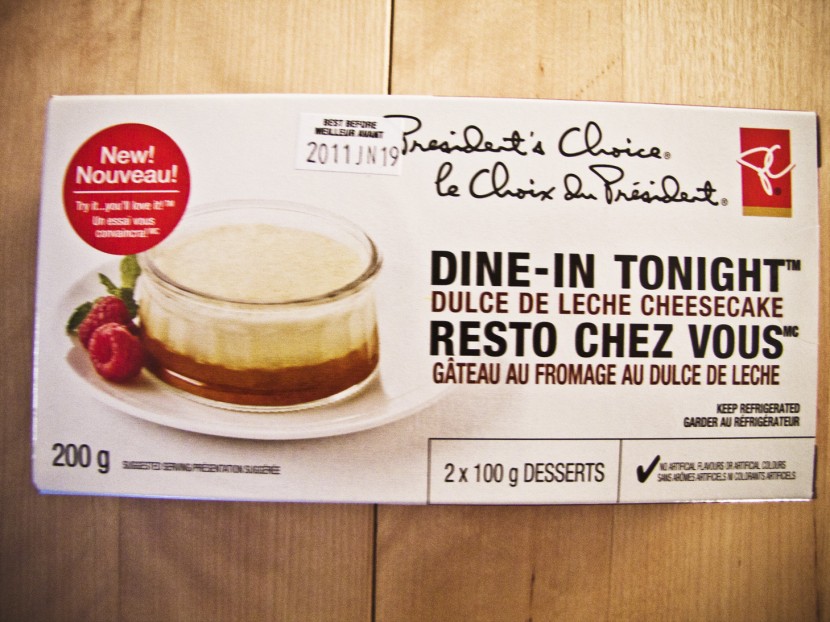 New!
Nouveau!
Try it...you'll love it!™
Un essai vous
convaincra!MC
BEST BEFORE
MEILLEUR AVANT
2011 JN 19
President's Choice®
le Choix du Président®
PC®
DINE-IN TONIGHT™
DULCE DE LECHE CHEESECAKE
RESTO CHEZ VOUS MC
GÂTEAU AU FROMAGE AU DULCE DE LECHE
KEEP REFRIGERATED
GARDER AU RÉFRIGÉRATEUR
200 g
SUGGESTED SERVING/PRÉSENTATION SUGGÉRÉE
2 x 100 g DESSERTS
NO ARTIFICIAL FLAVOURS OR ARTIFICIAL COLOURS
SANS ARÔMES ARTIFICIELS NI COLORANTS ARTIFICIELS